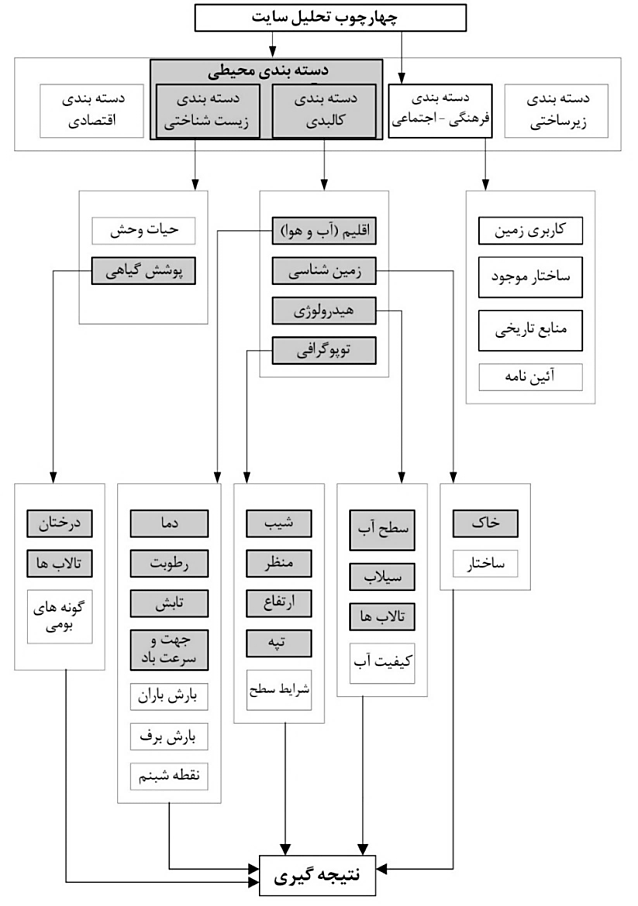 چهارچوب تحلیل سایت
دسته بندی محیطی
دسته بندی
زیرساختی
دسته بندی
فرهنگی - اجتماعی
دسته بندی
کالبدی
دسته بندی
زیست شناختی
دسته بندی
اقتصادی
کاربری زمین
ساختار موجود
منابع تاریخی
آئین نامه
اقلیم (آب و هوا)
زمین شناسی
هیدرولوژی
توپوگرافی
حیات وحش
پوشش گیاهی
خاک
ساختار
سطح آب
سیلاب
تالاب ها
کیفیت آب
شیب
منظر
ارتفاع
تپه
شرایط سطح
دما
رطوبت
تابش
جهت و
سرعت باد
بارش باران
بارش برف
نقطه شبنم
درختان
تالاب ها
گونه های
بومی
نتیجه گیری